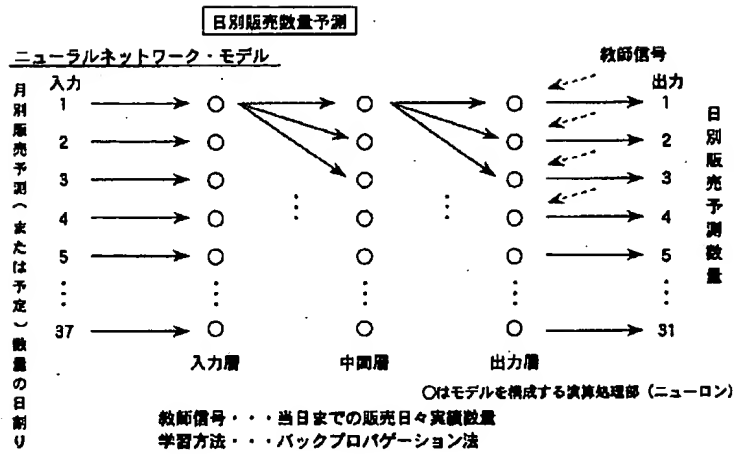 日別販売数量予測
ニューラルネットワーク・モデル
教師信号
月別販売予測（または予定）数量の日割り
入力
1
2
3
4
5
37
入力層
中間層
出力層
出力
1
2
3
4
5
31
日別販売予測数量
○はモデルを構成する演算処理部（ニューロン）
教師信号・・・当日までの販売日々実績数量
学習方法・・・バックプロパゲーション法